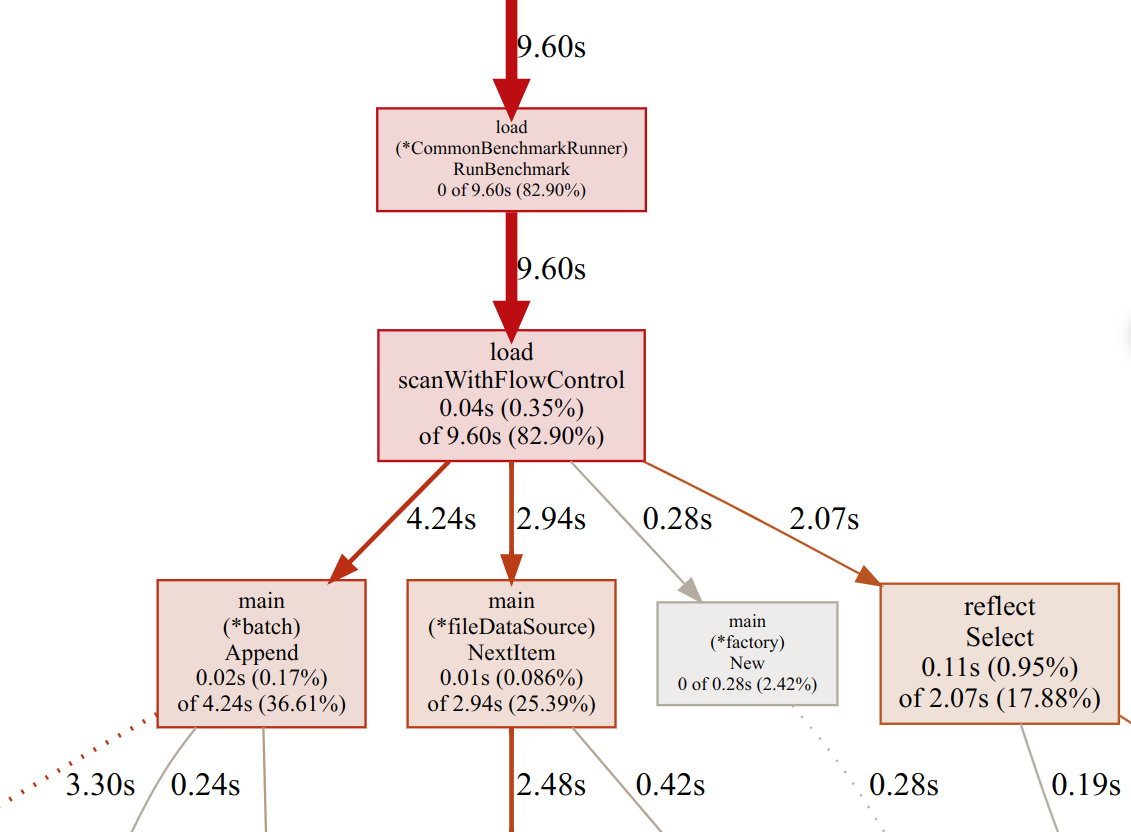 9.60s
load
(*CommonBenchmarkRunner)
RunBenchmark
0 of 9.60s (82.90%)
9.60s
load
scanWithFlowControl
0.04s (0.35%)
of 9.60s (82.90%)
4.24s
2.94s
0.28s
2.07s
main
(*batch)
Append
0.02s (0.17%)
of 4.24s (36.61%)
main
(*fileDataSource)
NextItem
0.01s (0.086%)
of 2.94s (25.39%)
main
(*factory)
New
0 of 0.28s (2.42%)
reflect
Select
0.11s (0.95%)
of 2.07s (17.88%)
3.30s
0.24s
2.48s
0.42s
0.28s
0.19s